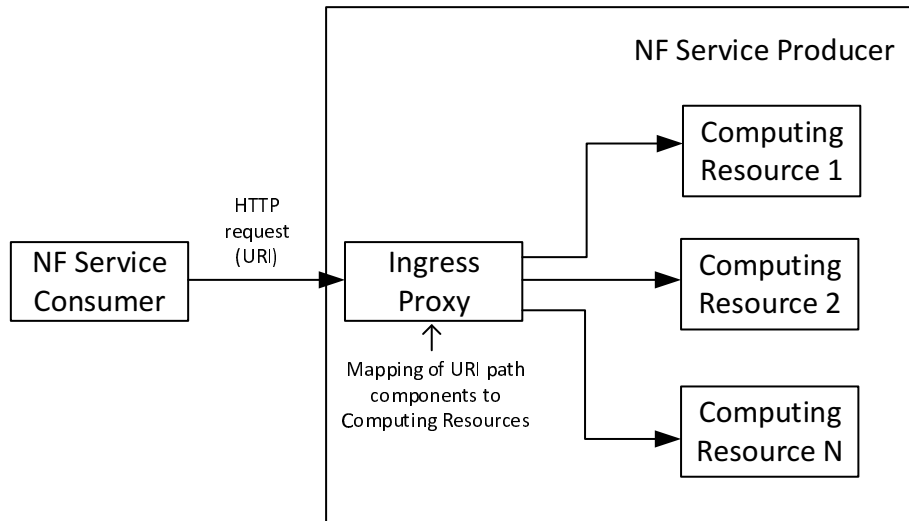 NF Service Producer
Computing
Resource 1
HTTP
request
(URI)
NF Service
Consumer
Ingress
Proxy
Computing
Resource 2
Mapping of URI path
components to
Computing Resources
Computing
Resource N